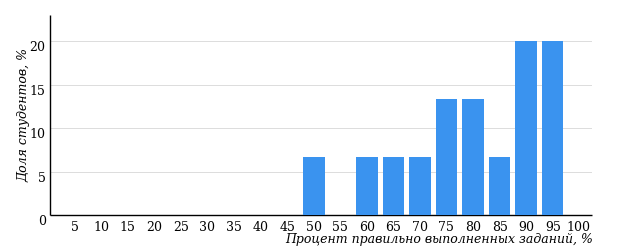 Доля студентов, %
20
15
10
5
0
5 10 15 20 25 30 35 40 45 50 55 60 65 70 75 80 85 90 95 100
Процент правильно выполненных заданий, %